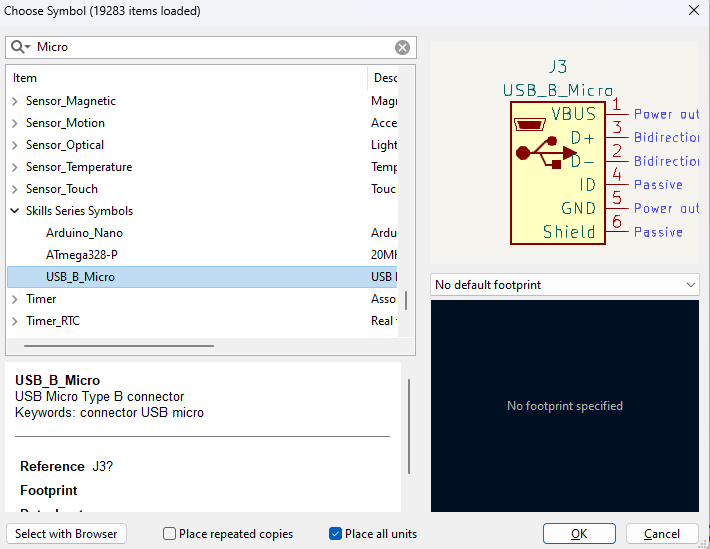 Choose Symbol (19283 items loaded)
Micro
Item Desc
Sensor_Magnetic Magn
Sensor_Motion Acce
Sensor_Optical Light
Sensor_Temperature Temp
Sensor_Touch Touc
Skills Series Symbols
Arduino_Nano Ardu
ATmega328-P 20MH
USB_B_Micro USB
Timer Asso
Timer_RTC Real
USB_B_Micro
USB Micro Type B connector
Keywords: connector USB micro
Reference J3?
Footprint
J3
USB_B_Micro
VBUS 1 Power out
D+ 3 Bidirection
D- 2 Bidirection
ID 4 Passive
GND 5 Power out
Shield 6 Passive
No default footprint
No footprint specified
Select with Browser
Place repeated copies
Place all units
OK
Cancel